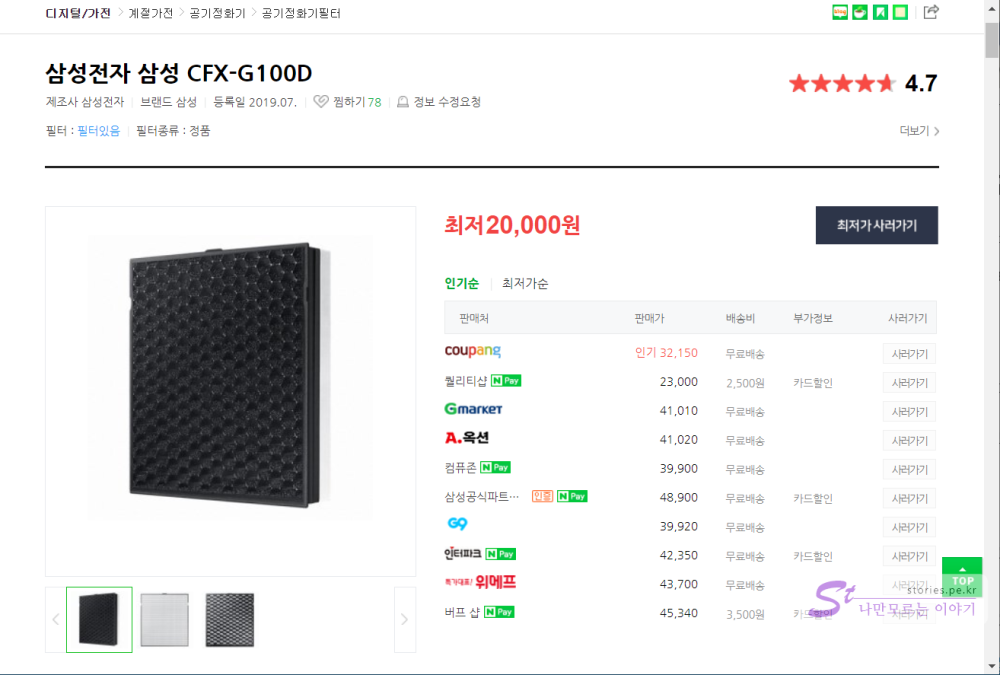 디지털/가전 > 계절가전 > 공기정화기 > 공기정화기필터
삼성전자 삼성 CFX-G100D
4.7
제조사 삼성전자 브랜드 삼성 등록일 2019.07. 찜하기 78 정보 수정요청
필터 : 필터있음 필터종류 : 정품
더보기 >
최저20,000원
최저가 사러가기
인기순 최저가순
판매처 판매가 배송비 부가정보 사러가기
coupang 인기 32,150 무료배송 사러가기
퀄리티샵 N Pay 23,000 2,500원 카드할인 사러가기
Gmarket 41,010 무료배송 사러가기
A.옥션 41,020 무료배송 사러가기
컴퓨존 N Pay 39,900 무료배송 사러가기
삼성공식파트… 인증 N Pay 48,900 무료배송 카드할인 사러가기
G9 39,920 무료배송 사러가기
인터파크 N Pay 42,350 무료배송 카드할인 사러가기
특가대표! 위메프 43,700 무료배송 사러가기
버프 샵 N Pay 45,340 3,500원 카드할인 사러가기
TOP
stories.pe.kr
St 나만모르는 이야기